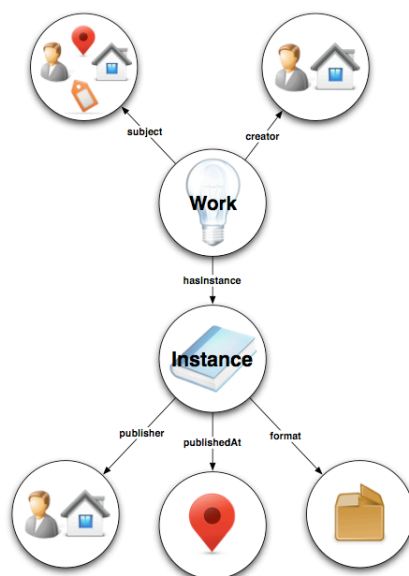 subject
creator
Work
hasInstance
Instance
publisher
publishedAt
format